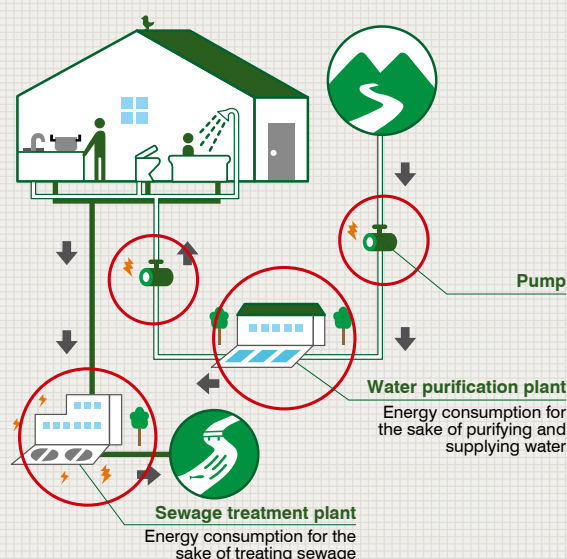 Pump
Water purification plant
Energy consumption for
the sake of purifying and
supplying water
Sewage treatment plant
Energy consumption for the
sake of treating sewage